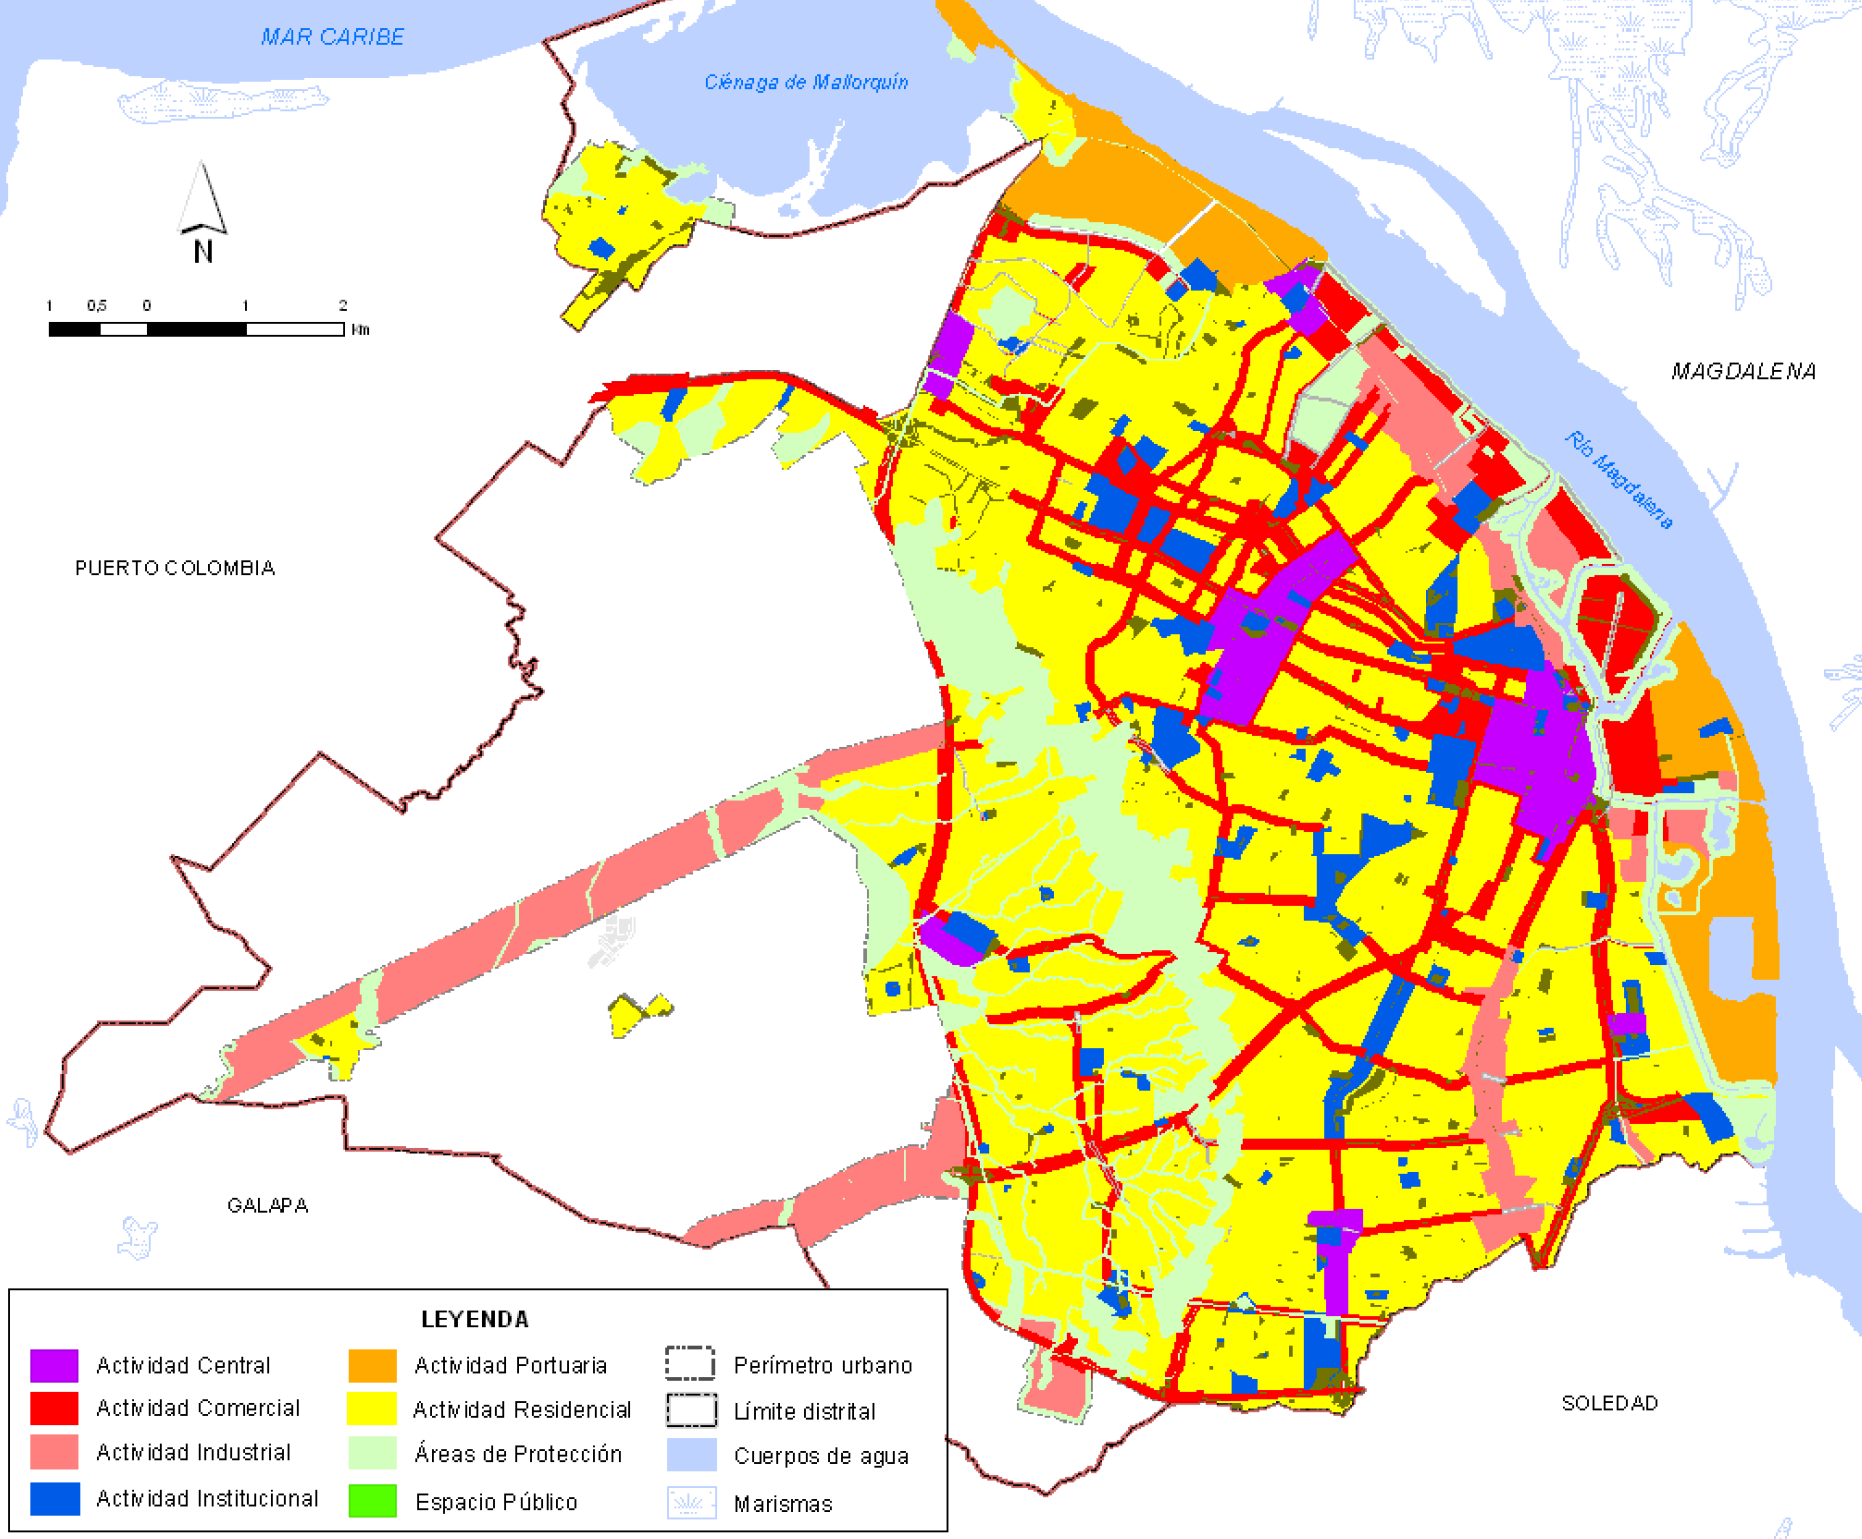 MAR CARIBE
Ciénaga de Mallorquín
N
1 0,5 0 1 2
km
MAGDALENA
Río Magdalena
PUERTO COLOMBIA
GALAPA
SOLEDAD
LEYENDA
Actividad Central
Actividad Comercial
Actividad Industrial
Actividad Institucional
Actividad Portuaria
Actividad Residencial
Áreas de Protección
Espacio Público
Perímetro urbano
Límite distrital
Cuerpos de agua
Marismas